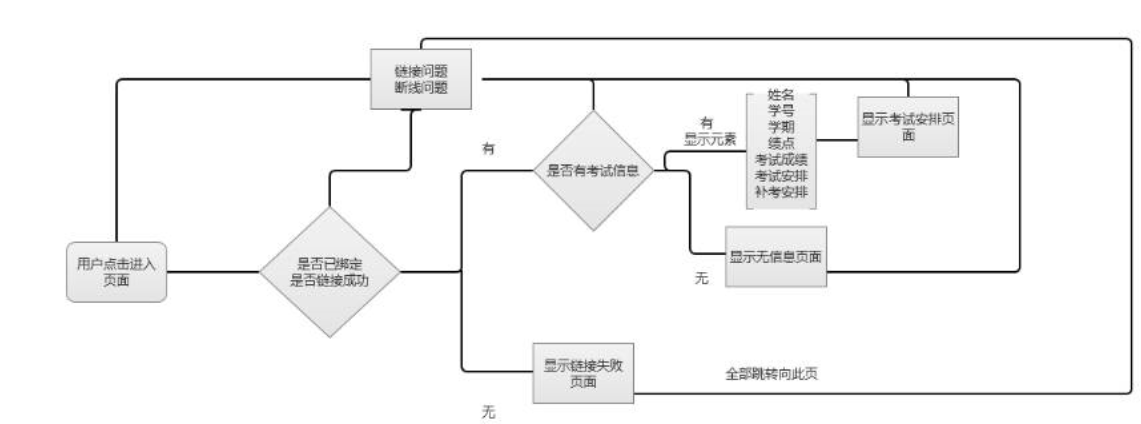 链接问题
断线问题
有
是否有考试信息
有
显示元素
姓名
学号
学期
绩点
考试成绩
考试安排
补考安排
显示考试安排页
面
用户点击进入
页面
是否已绑定
是否链接成功
显示无信息页面
无
显示链接失败
页面
全部跳转向此页
无